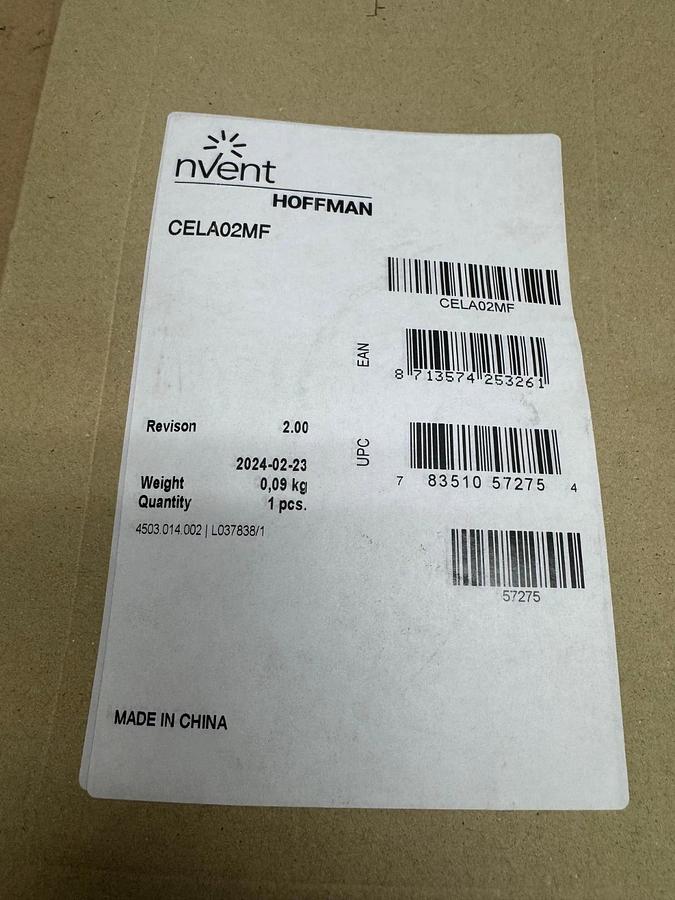 nVent
HOFFMAN
CELA02MF
CELA02MF
EAN
8 713574 253261
Revison 2.00
UPC
7 83510 57275 4
2024-02-23
Weight 0,09 kg
Quantity 1 pcs.
4503.014.002 | L037838/1
57275
MADE IN CHINA